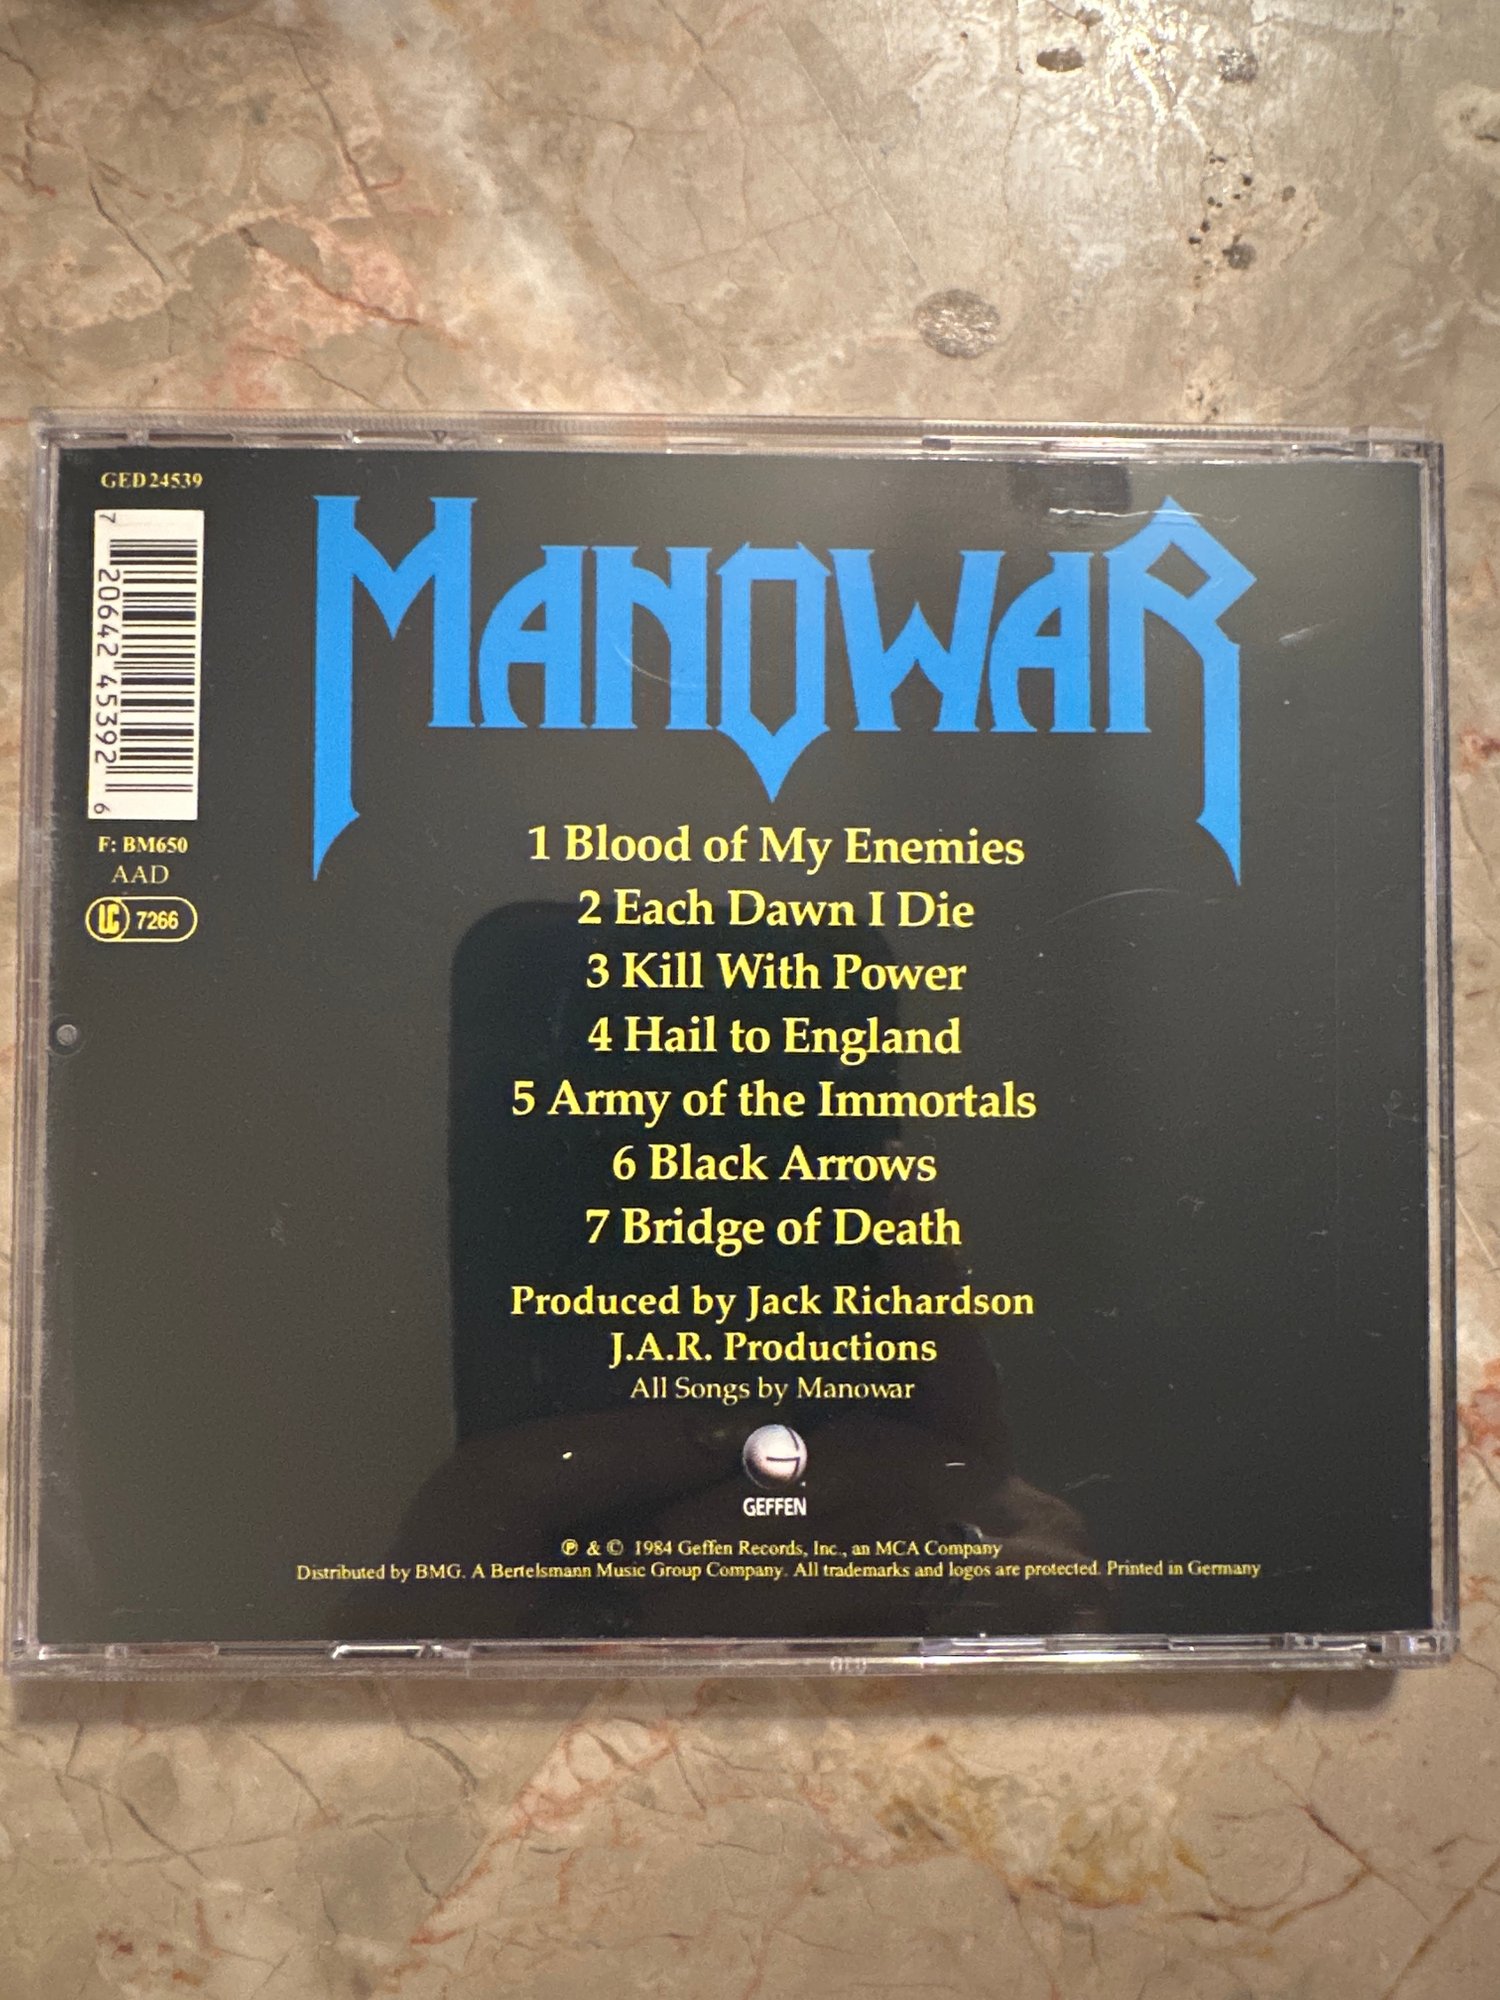 GED 24539
7 20642 45392 6
F: BM650
AAD
LC 7266
MANOWAR
1 Blood of My Enemies
2 Each Dawn I Die
3 Kill With Power
4 Hail to England
5 Army of the Immortals
6 Black Arrows
7 Bridge of Death
Produced by Jack Richardson
J.A.R. Productions
All Songs by Manowar
GEFFEN
℗ & © 1984 Geffen Records, Inc., an MCA Company
Distributed by BMG. A Bertelsmann Music Group Company. All trademarks and logos are protected. Printed in Germany